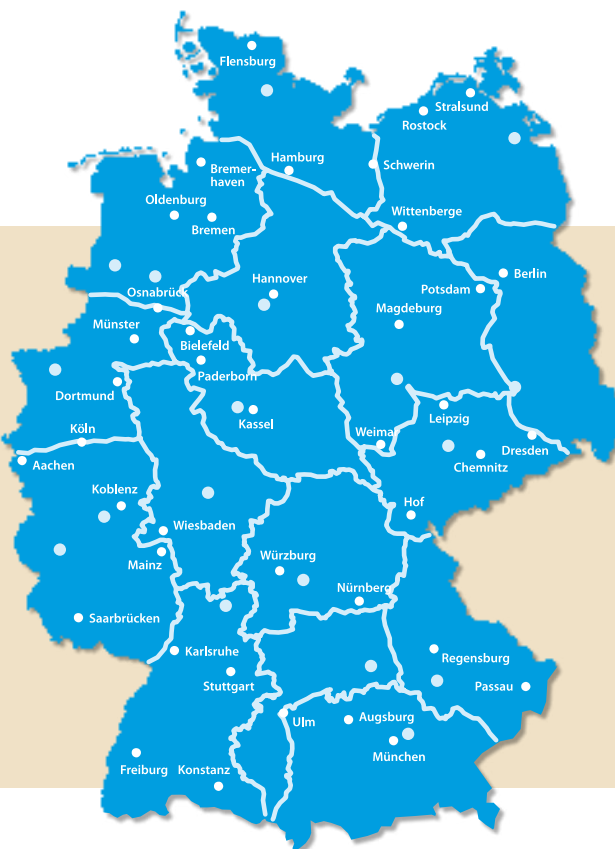 Flensburg
Stralsund
Rostock
Hamburg
Schwerin
Bremer-
haven
Oldenburg
Bremen
Wittenberge
Berlin
Hannover
Potsdam
Osnabrück
Magdeburg
Münster
Bielefeld
Paderborn
Dortmund
Kassel
Leipzig
Köln
Weimar
Dresden
Aachen
Chemnitz
Koblenz
Hof
Wiesbaden
Würzburg
Mainz
Nürnberg
Saarbrücken
Karlsruhe
Regensburg
Stuttgart
Passau
Ulm
Augsburg
München
Freiburg
Konstanz